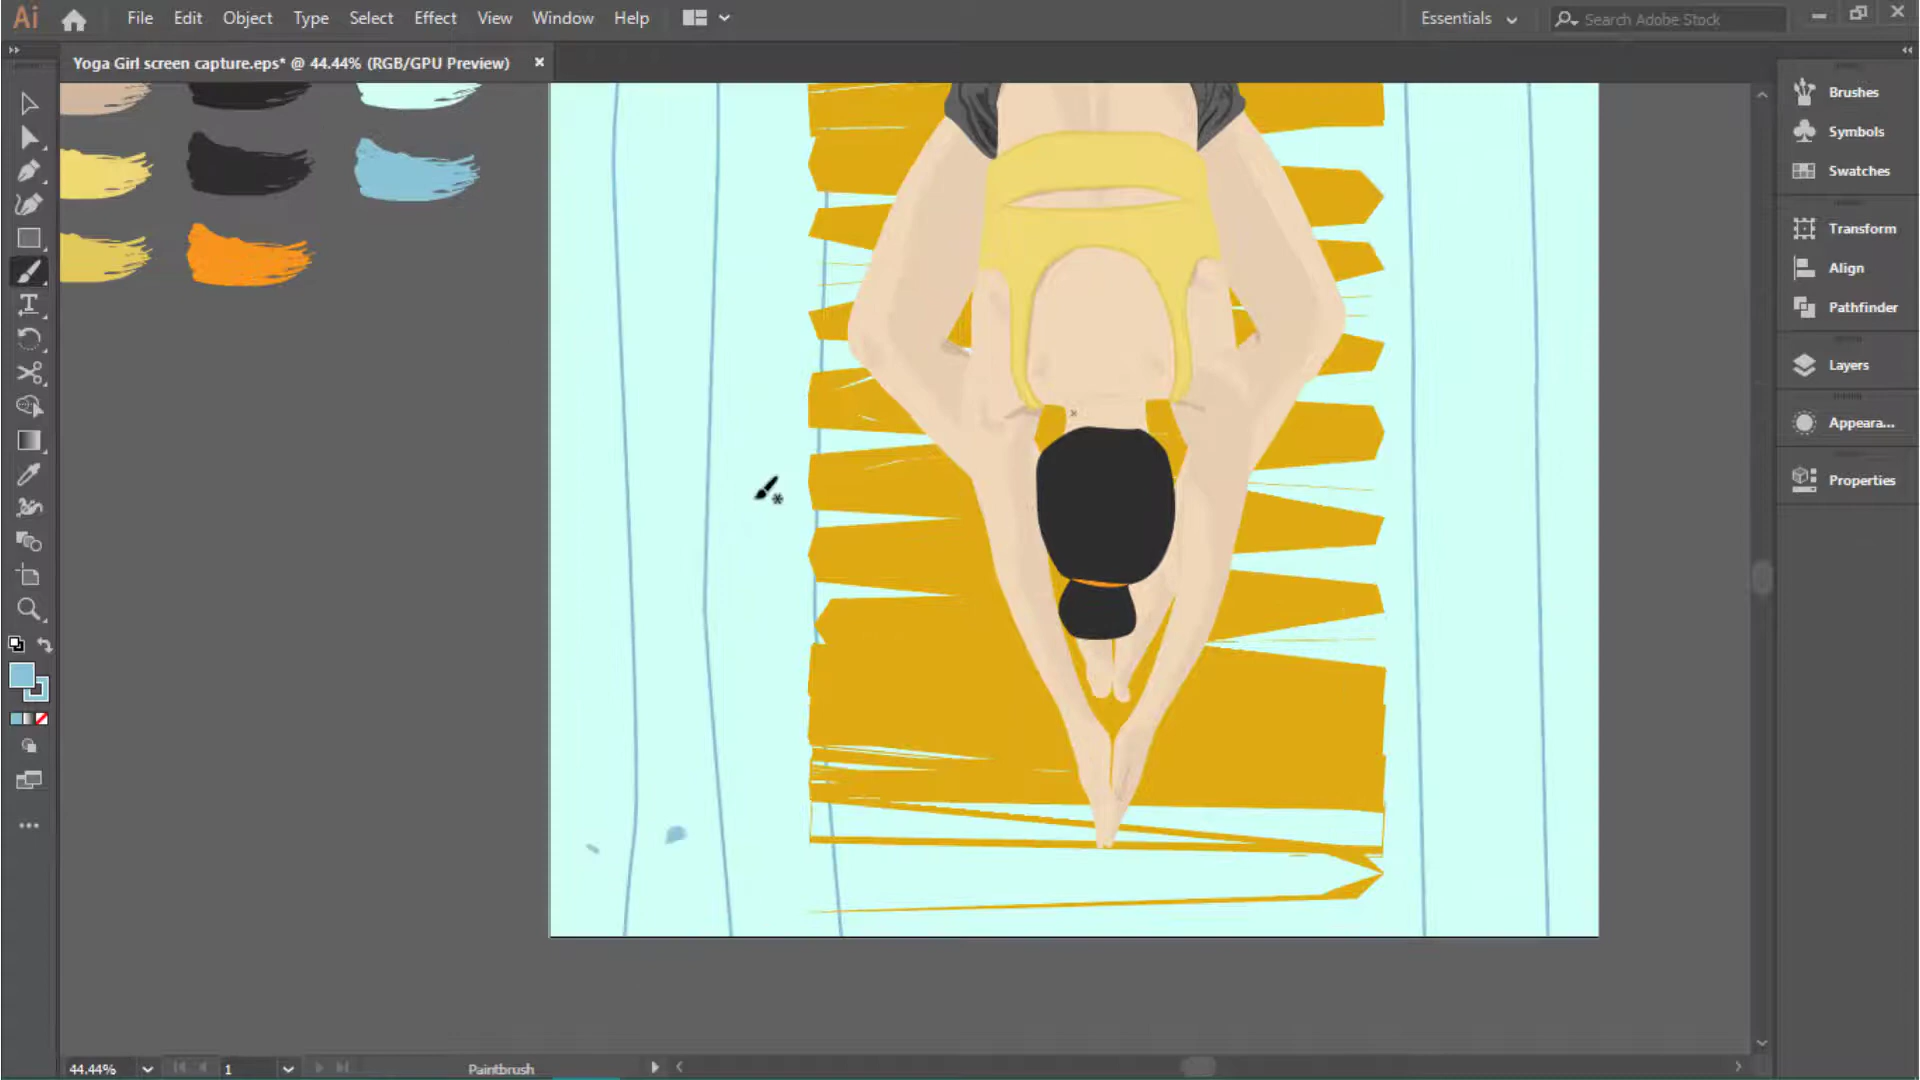 Ai File Edit Object Type Select Effect View Window Help Essentials Search Adobe Stock
Yoga Girl screen capture.eps* @ 44.44% (RGB/GPU Preview)
Brushes
Symbols
Swatches
Transform
Align
Pathfinder
Layers
Appeara...
Properties
44.44% 1 Paintbrush